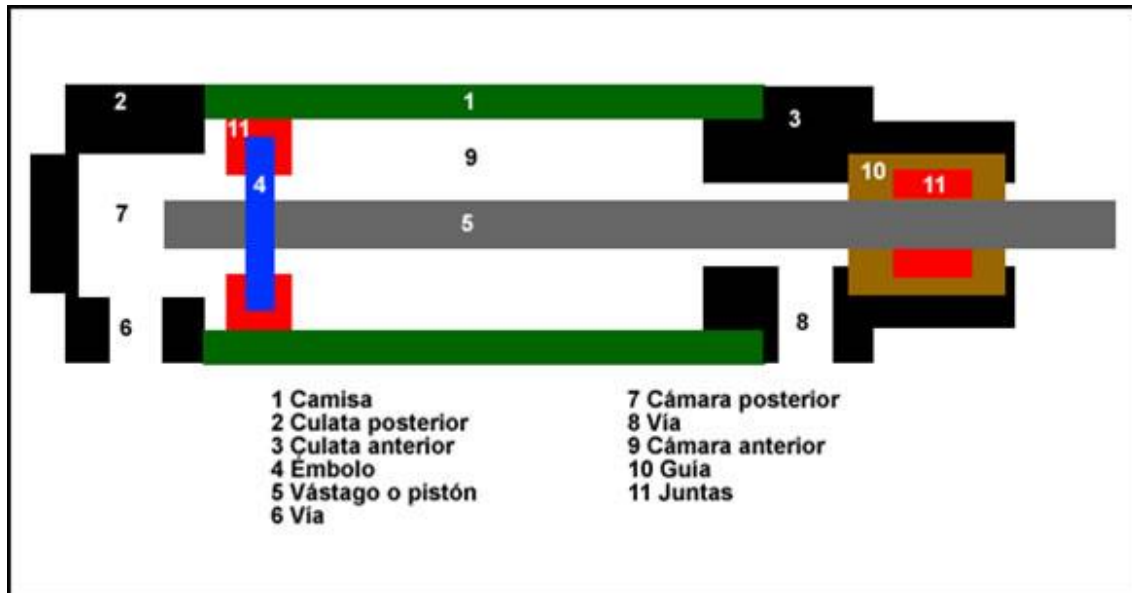 2
1
3
11
9
10
4
11
7
5
6
8
1 Camisa
2 Culata posterior
3 Culata anterior
4 Émbolo
5 Vástago o pistón
6 Vía
7 Cámara posterior
8 Vía
9 Cámara anterior
10 Guía
11 Juntas